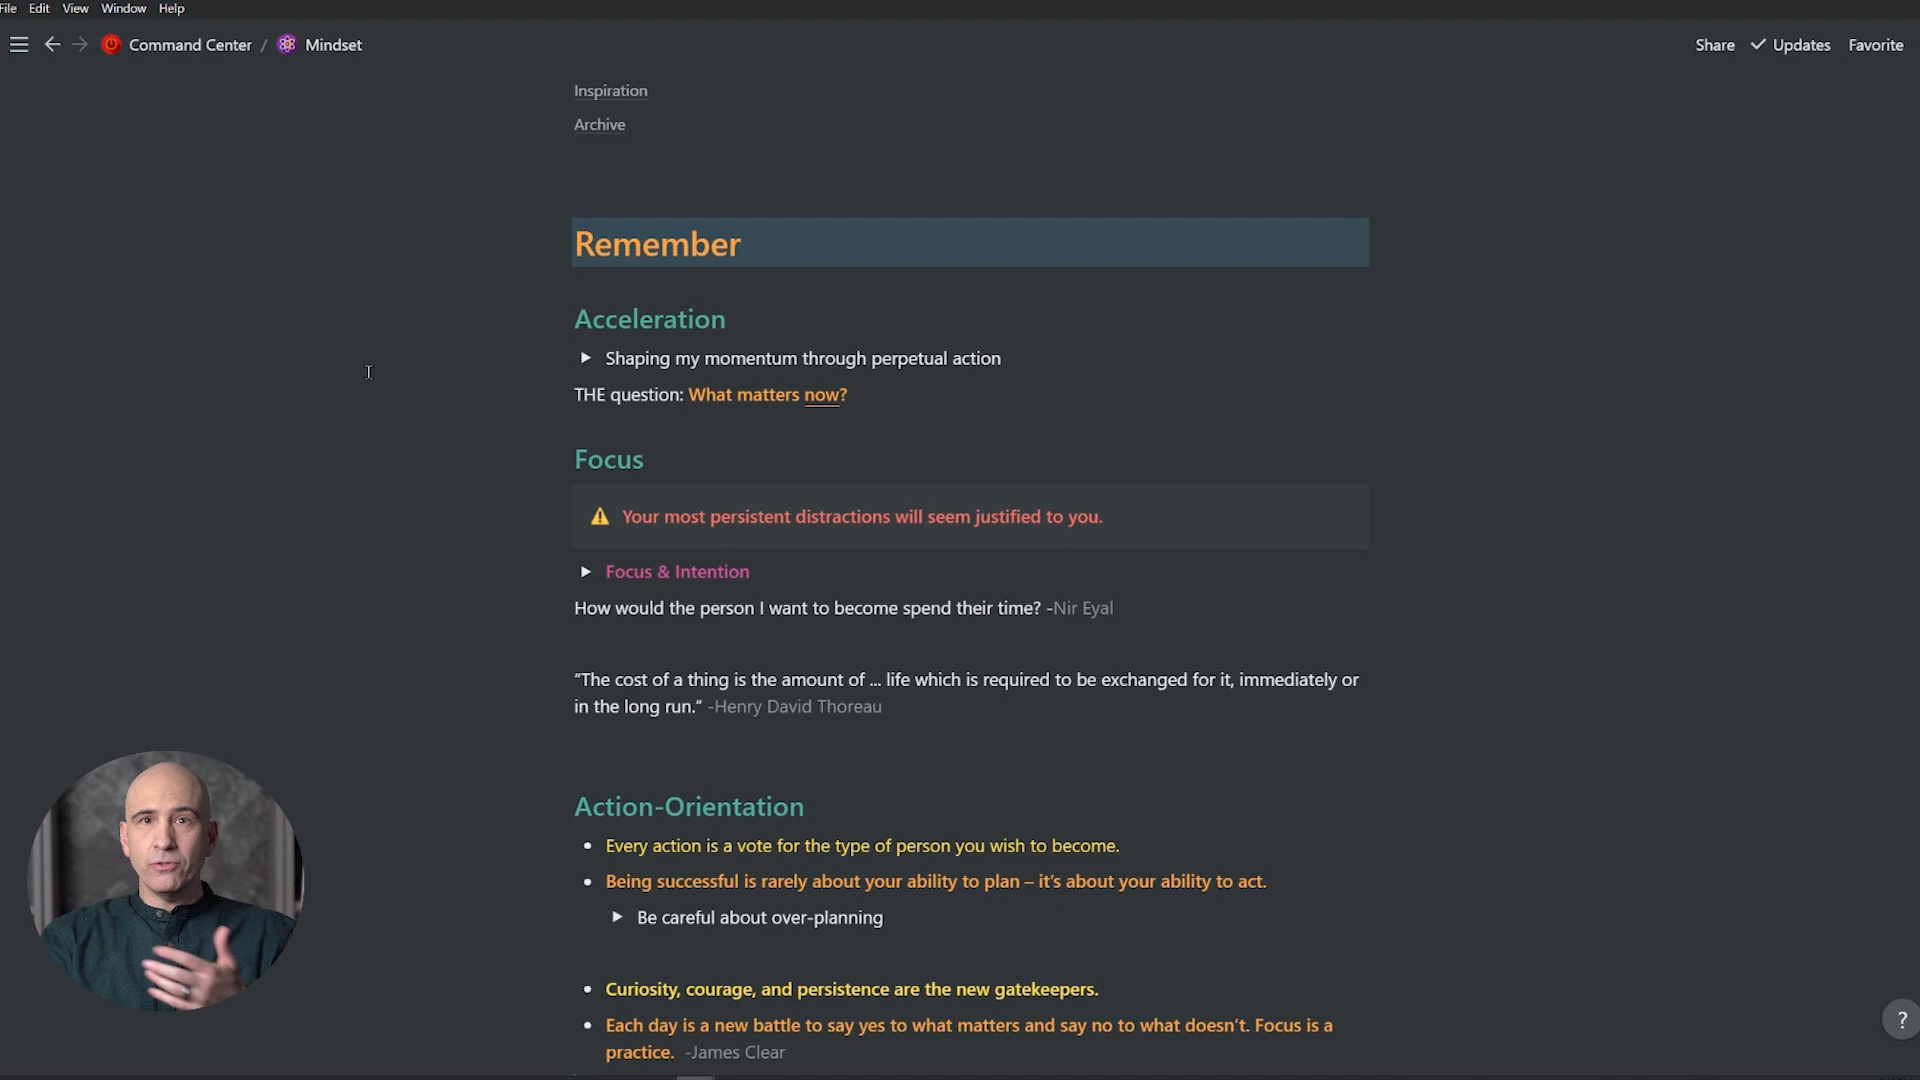 File Edit View Window Help
Command Center / Mindset
Share Updates Favorite
Inspiration
Archive
Remember
Acceleration
Shaping my momentum through perpetual action
THE question: What matters now?
Focus
Your most persistent distractions will seem justified to you.
Focus & Intention
How would the person I want to become spend their time? -Nir Eyal
“The cost of a thing is the amount of ... life which is required to be exchanged for it, immediately or
in the long run.” -Henry David Thoreau
Action-Orientation
Every action is a vote for the type of person you wish to become.
Being successful is rarely about your ability to plan – it's about your ability to act.
Be careful about over-planning
Curiosity, courage, and persistence are the new gatekeepers.
Each day is a new battle to say yes to what matters and say no to what doesn't. Focus is a
practice. -James Clear
?